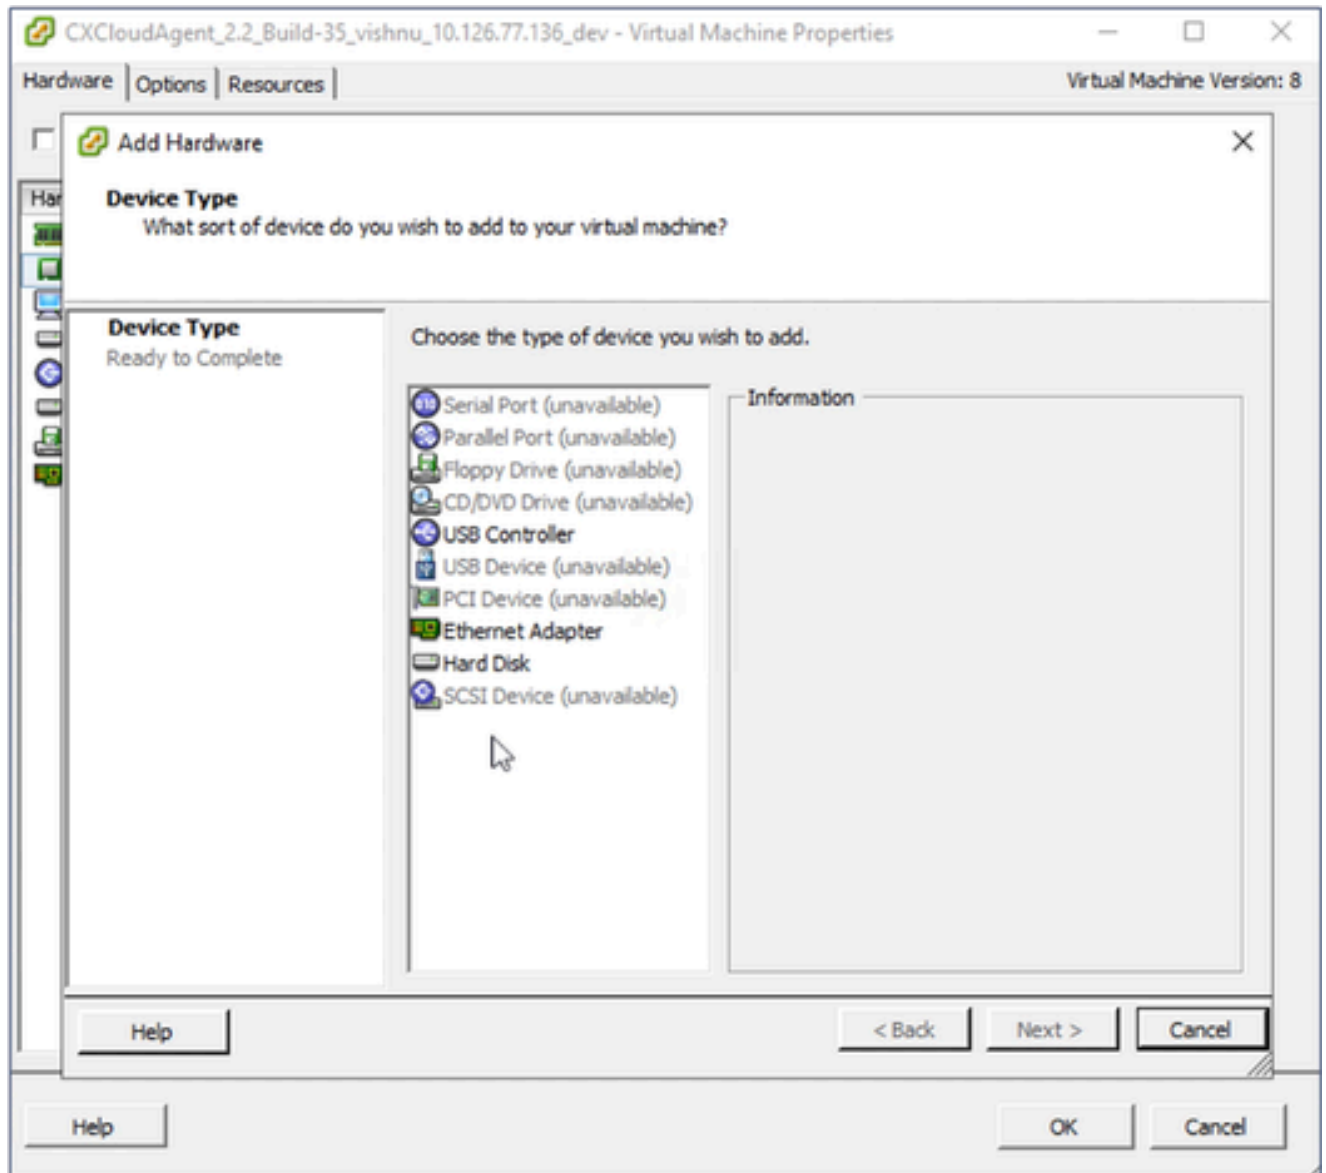 CXCloudAgent_2.2_Build-35_vishnu_10.126.77.136_dev - Virtual Machine Properties
Hardware Options Resources Virtual Machine Version: 8
Add Hardware
Har
Device Type
What sort of device do you wish to add to your virtual machine?
Device Type
Ready to Complete
Choose the type of device you wish to add.
Serial Port (unavailable)
Parallel Port (unavailable)
Floppy Drive (unavailable)
CD/DVD Drive (unavailable)
USB Controller
USB Device (unavailable)
PCI Device (unavailable)
Ethernet Adapter
Hard Disk
SCSI Device (unavailable)
Information
Help < Back Next > Cancel
Help OK Cancel